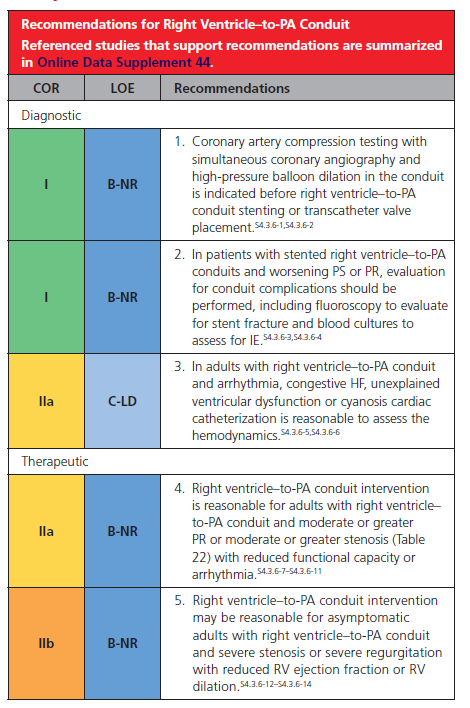 Recommendations for Right Ventricle–to-PA Conduit
Referenced studies that support recommendations are summarized
in Online Data Supplement 44.
COR LOE Recommendations
Diagnostic
I B-NR 1. Coronary artery compression testing with
simultaneous coronary angiography and
high-pressure balloon dilation in the conduit
is indicated before right ventricle–to-PA
conduit stenting or transcatheter valve
placement.S4.3.6-1,S4.3.6-2
I B-NR 2. In patients with stented right ventricle–to-PA
conduits and worsening PS or PR, evaluation
for conduit complications should be
performed, including fluoroscopy to evaluate
for stent fracture and blood cultures to
assess for IE.S4.3.6-3,S4.3.6-4
IIa C-LD 3. In adults with right ventricle–to-PA conduit
and arrhythmia, congestive HF, unexplained
ventricular dysfunction or cyanosis cardiac
catheterization is reasonable to assess the
hemodynamics.S4.3.6-5,S4.3.6-6
Therapeutic
IIa B-NR 4. Right ventricle–to-PA conduit intervention
is reasonable for adults with right ventricle–
to-PA conduit and moderate or greater
PR or moderate or greater stenosis (Table
22) with reduced functional capacity or
arrhythmia.S4.3.6-7–S4.3.6-11
IIb B-NR 5. Right ventricle–to-PA conduit intervention
may be reasonable for asymptomatic
adults with right ventricle–to-PA conduit
and severe stenosis or severe regurgitation
with reduced RV ejection fraction or RV
dilation.S4.3.6-12–S4.3.6-14